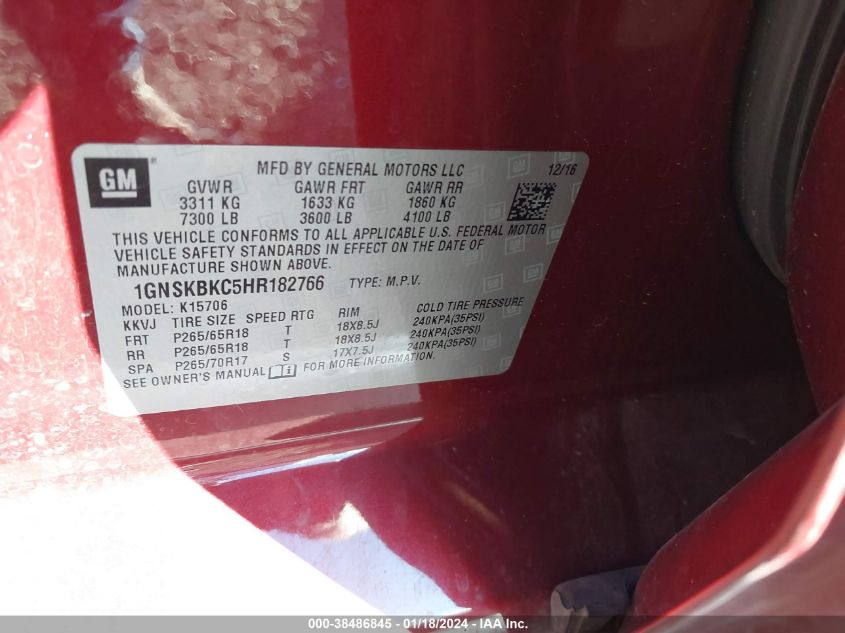 GM
MFD BY GENERAL MOTORS LLC 12/16
GVWR GAWR FRT GAWR RR
3311 KG 1633 KG 1860 KG
7300 LB 3600 LB 4100 LB
THIS VEHICLE CONFORMS TO ALL APPLICABLE U.S. FEDERAL MOTOR
VEHICLE SAFETY STANDARDS IN EFFECT ON THE DATE OF
MANUFACTURE SHOWN ABOVE.
1GNSKBKC5HR182766 TYPE: M.P.V.
MODEL: K15706
KKVJ TIRE SIZE SPEED RTG RIM COLD TIRE PRESSURE
FRT P265/65R18 T 18X8.5J 240KPA(35PSI)
RR P265/65R18 T 18X8.5J 240KPA(35PSI)
SPA P265/70R17 S 17X7.5J 240KPA(35PSI)
SEE OWNER'S MANUAL FOR MORE INFORMATION.
000-38486845 - 01/18/2024 - IAA Inc.